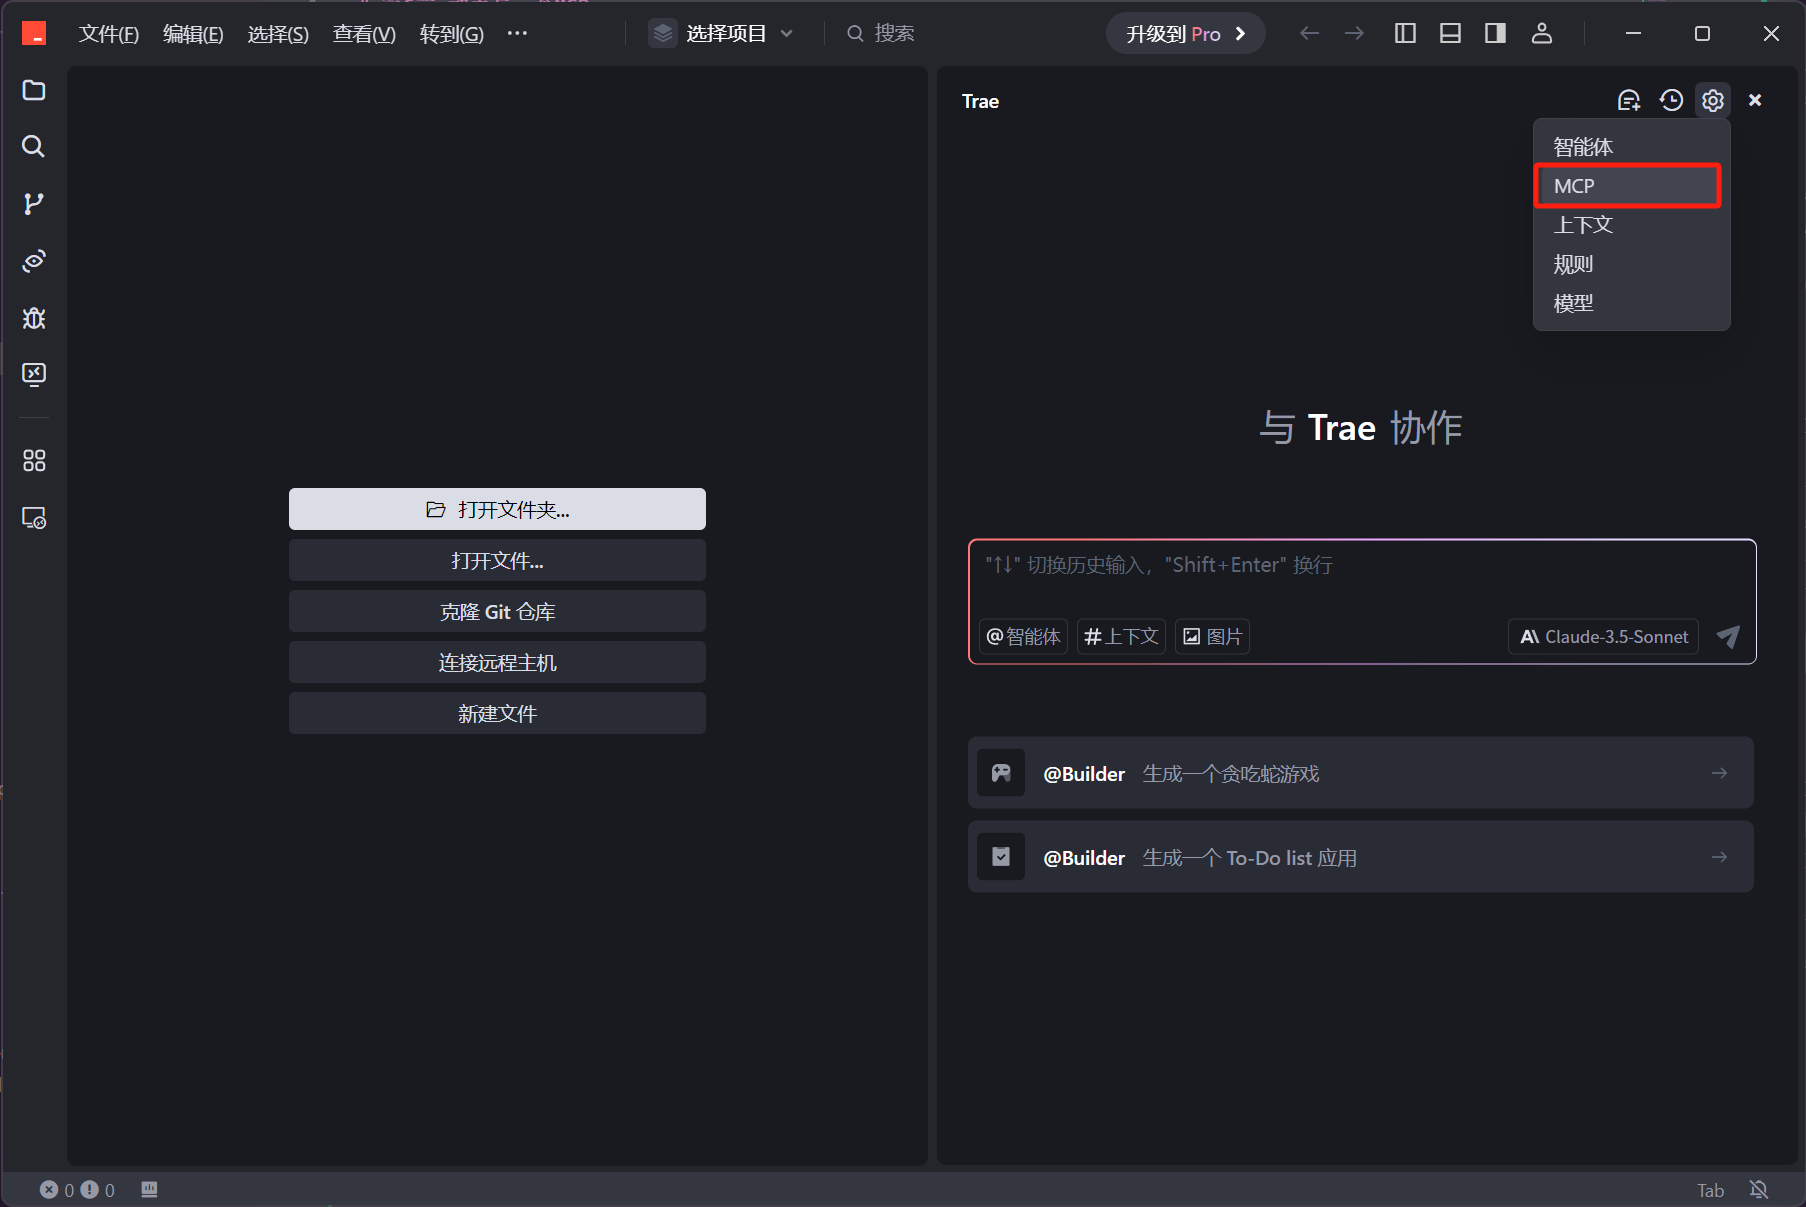 文件(F) 编辑(E) 选择(S) 查看(V) 转到(G) ··· 选择项目 搜索 升级到 Pro
Trae
智能体
MCP
上下文
规则
模型
与 Trae 协作
打开文件夹...
打开文件...
克隆 Git 仓库
连接远程主机
新建文件
"↑↓" 切换历史输入，"Shift+Enter" 换行
@智能体 #上下文 图片 Claude-3.5-Sonnet
@Builder 生成一个贪吃蛇游戏
@Builder 生成一个 To-Do list 应用
0 0 Tab